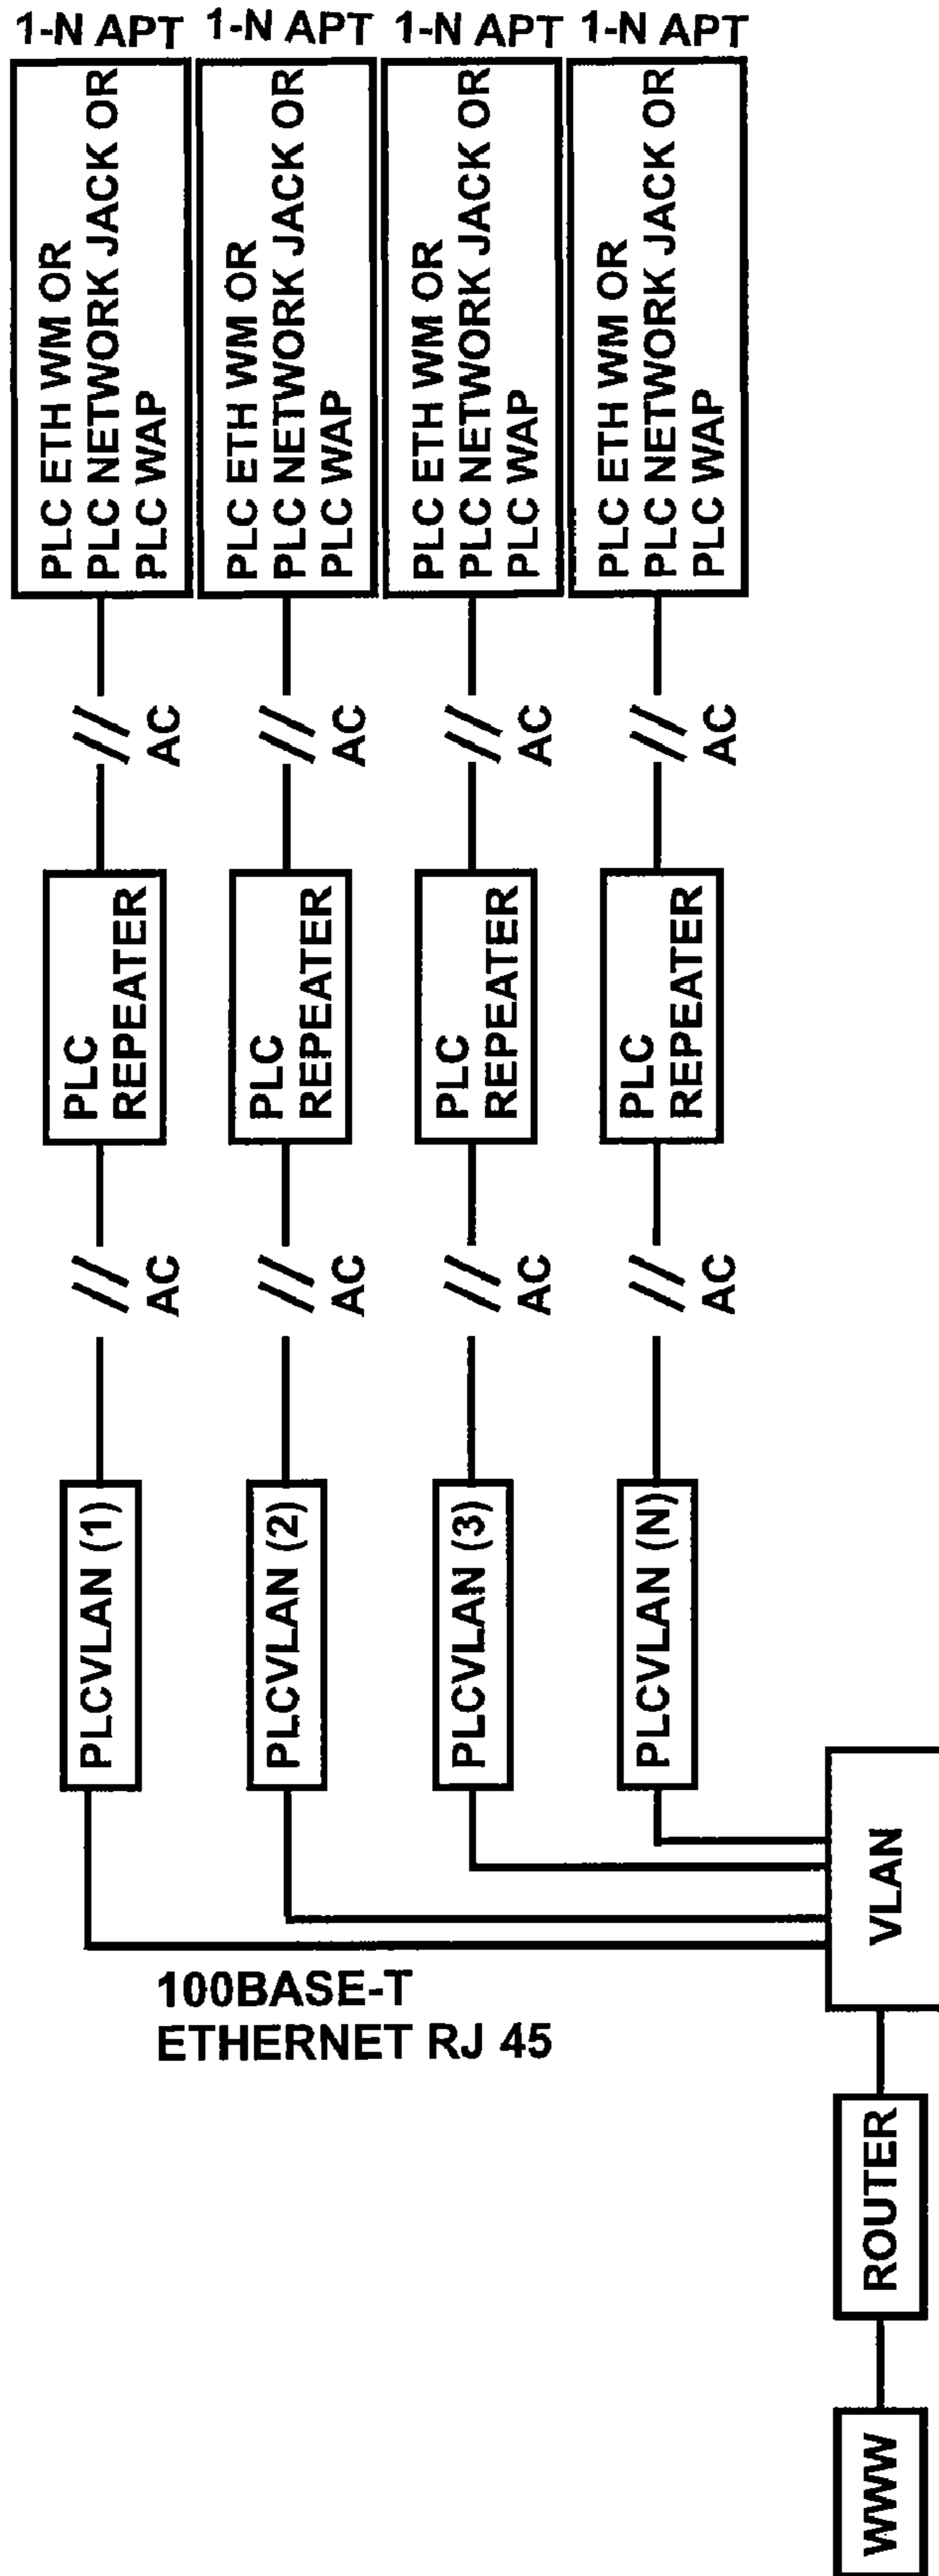 1-N APT
1-N APT
1-N APT
1-N APT
PLC ETH WM OR
PLC NETWORK JACK OR
PLC WAP
PLC ETH WM OR
PLC NETWORK JACK OR
PLC WAP
PLC ETH WM OR
PLC NETWORK JACK OR
PLC WAP
PLC ETH WM OR
PLC NETWORK JACK OR
PLC WAP
AC
AC
AC
AC
PLC
REPEATER
PLC
REPEATER
PLC
REPEATER
PLC
REPEATER
AC
AC
AC
AC
PLCVLAN (1)
PLCVLAN (2)
PLCVLAN (3)
PLCVLAN (N)
100BASE-T
ETHERNET RJ 45
VLAN
ROUTER
WWW